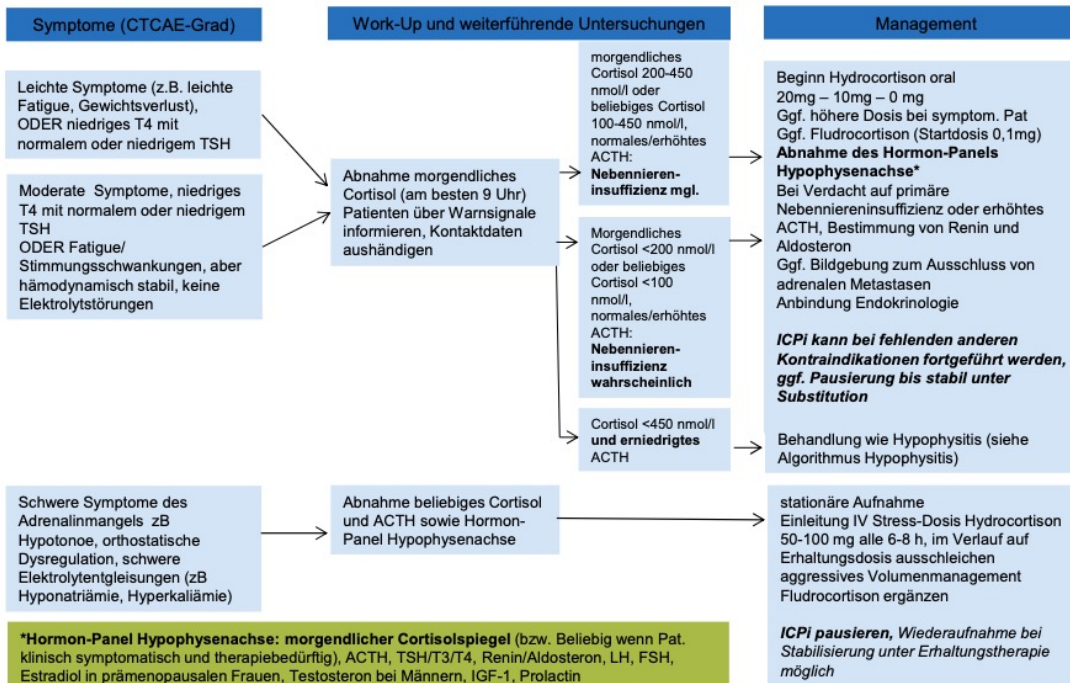 Symptome (CTCAE-Grad)
Work-Up und weiterführende Untersuchungen
Management
Leichte Symptome (z.B. leichte
Fatigue, Gewichtsverlust),
ODER niedriges T4 mit
normalem oder niedrigem TSH
Moderate Symptome, niedriges
T4 mit normalem oder niedrigem
TSH
ODER Fatigue/
Stimmungsschwankungen, aber
hämodynamisch stabil, keine
Elektrolytstörungen
Abnahme morgendliches
Cortisol (am besten 9 Uhr)
Patienten über Warnsignale
informieren, Kontaktdaten
aushändigen
morgendliches
Cortisol 200-450
nmol/l oder
beliebiges Cortisol
100-450 nmol/l,
normales/erhöhtes
ACTH:
Nebennieren-
insuffizienz mgl.
Morgendliches
Cortisol <200 nmol/l
oder beliebiges
Cortisol <100
nmol/l,
normales/erhöhtes
ACTH:
Nebennieren-
insuffizienz
wahrscheinlich
Cortisol <450 nmol/l
und erniedrigtes
ACTH
Beginn Hydrocortison oral
20mg – 10mg – 0 mg
Ggf. höhere Dosis bei symptom. Pat
Ggf. Fludrocortison (Startdosis 0,1mg)
Abnahme des Hormon-Panels
Hypophysenachse*
Bei Verdacht auf primäre
Nebenniereninsuffizienz oder erhöhtes
ACTH, Bestimmung von Renin und
Aldosteron
Ggf. Bildgebung zum Ausschluss von
adrenalen Metastasen
Anbindung Endokrinologie
ICPi kann bei fehlenden anderen
Kontraindikationen fortgeführt werden,
ggf. Pausierung bis stabil unter
Substitution
Behandlung wie Hypophysitis (siehe
Algorithmus Hypophysitis)
Schwere Symptome des
Adrenalinmangels zB
Hypotonoe, orthostatische
Dysregulation, schwere
Elektrolytentgleisungen (zB
Hyponatriämie, Hyperkaliämie)
Abnahme beliebiges Cortisol
und ACTH sowie Hormon-
Panel Hypophysenachse
stationäre Aufnahme
Einleitung IV Stress-Dosis Hydrocortison
50-100 mg alle 6-8 h, im Verlauf auf
Erhaltungsdosis ausschleichen
aggressives Volumenmanagement
Fludrocortison ergänzen
ICPi pausieren, Wiederaufnahme bei
Stabilisierung unter Erhaltungstherapie
möglich
*Hormon-Panel Hypophysenachse: morgendlicher Cortisolspiegel (bzw. Beliebig wenn Pat.
klinisch symptomatisch und therapiebedürftig), ACTH, TSH/T3/T4, Renin/Aldosteron, LH, FSH,
Estradiol in prämenopausalen Frauen, Testosteron bei Männern, IGF-1, Prolactin